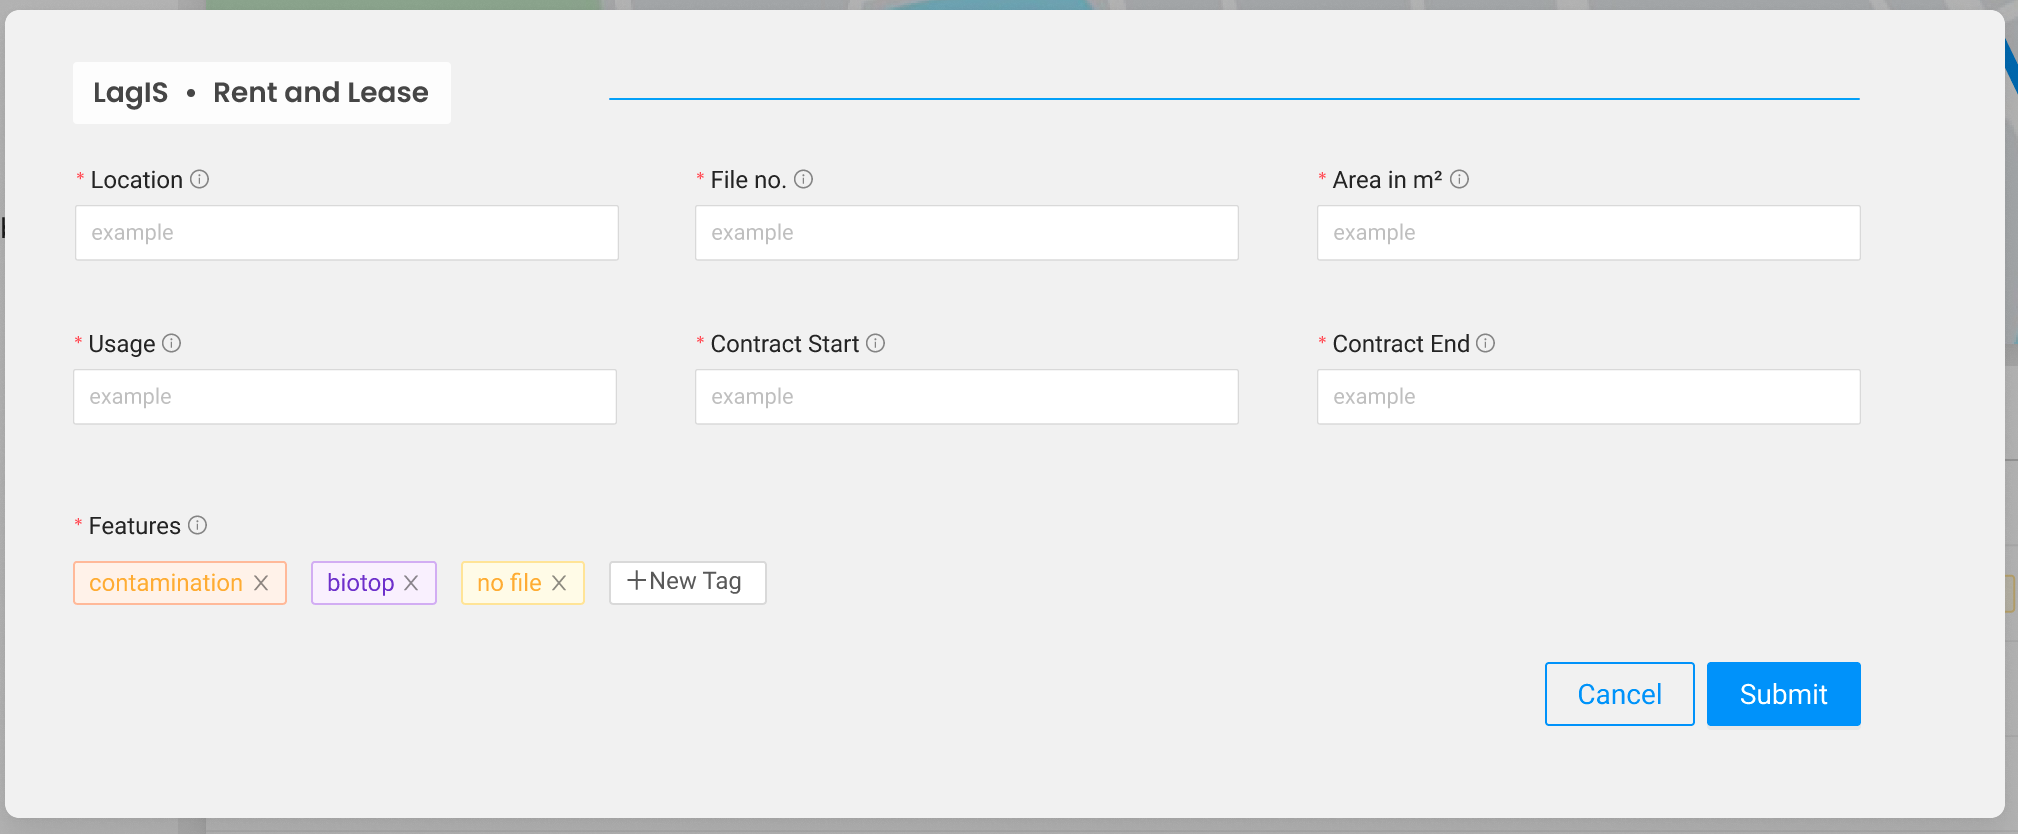 LagIS • Rent and Lease
* Location
* File no.
* Area in m²
example
example
example
* Usage
* Contract Start
* Contract End
example
example
example
* Features
contamination
biotop
no file
+New Tag
Cancel
Submit